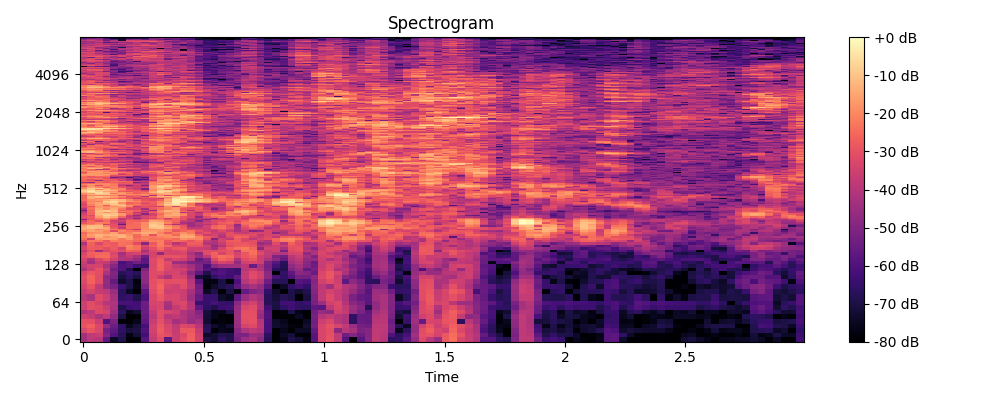 Spectrogram
Hz
4096
2048
1024
512
256
128
64
0
0
0.5
1
1.5
2
2.5
Time
+0 dB
-10 dB
-20 dB
-30 dB
-40 dB
-50 dB
-60 dB
-70 dB
-80 dB